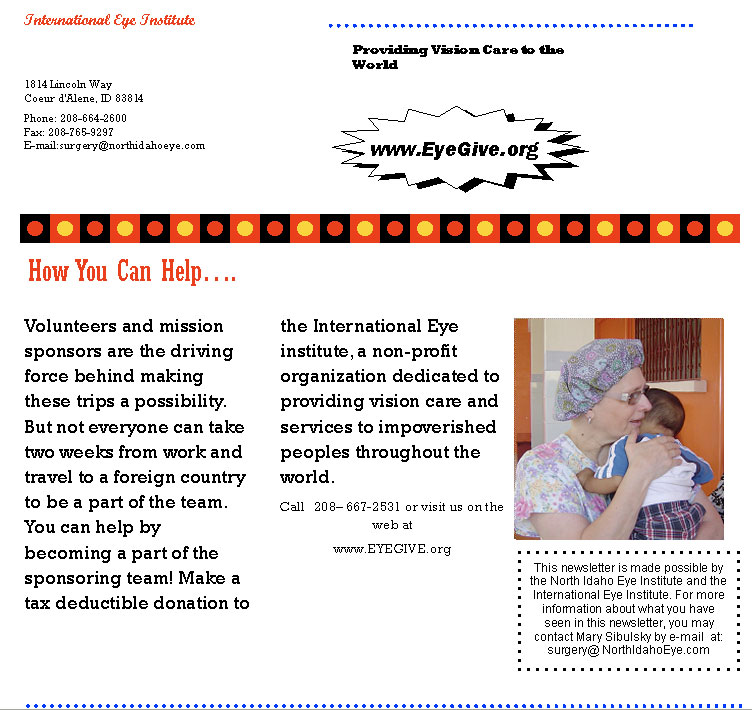 International Eye Institute
Providing Vision Care to the
World
1814 Lincoln Way
Coeur d'Alene, ID 83814
Phone: 208-664-2600
Fax: 208-765-9297
E-mail:surgery@northidahoeye.com
www.EyeGive.org
How You Can Help....
Volunteers and mission
sponsors are the driving
force behind making
these trips a possibility.
But not everyone can take
two weeks from work and
travel to a foreign country
to be a part of the team.
You can help by
becoming a part of the
sponsoring team! Make a
tax deductible donation to
the International Eye
institute, a non-profit
organization dedicated to
providing vision care and
services to impoverished
peoples throughout the
world.
Call 208–667-2531 or visit us on the
web at
www.EYEGIVE.org
This newsletter is made possible by
the North Idaho Eye Institute and the
International Eye Institute. For more
information about what you have
seen in this newsletter, you may
contact Mary Sibulsky by e-mail at:
surgery@ NorthIdahoEye.com